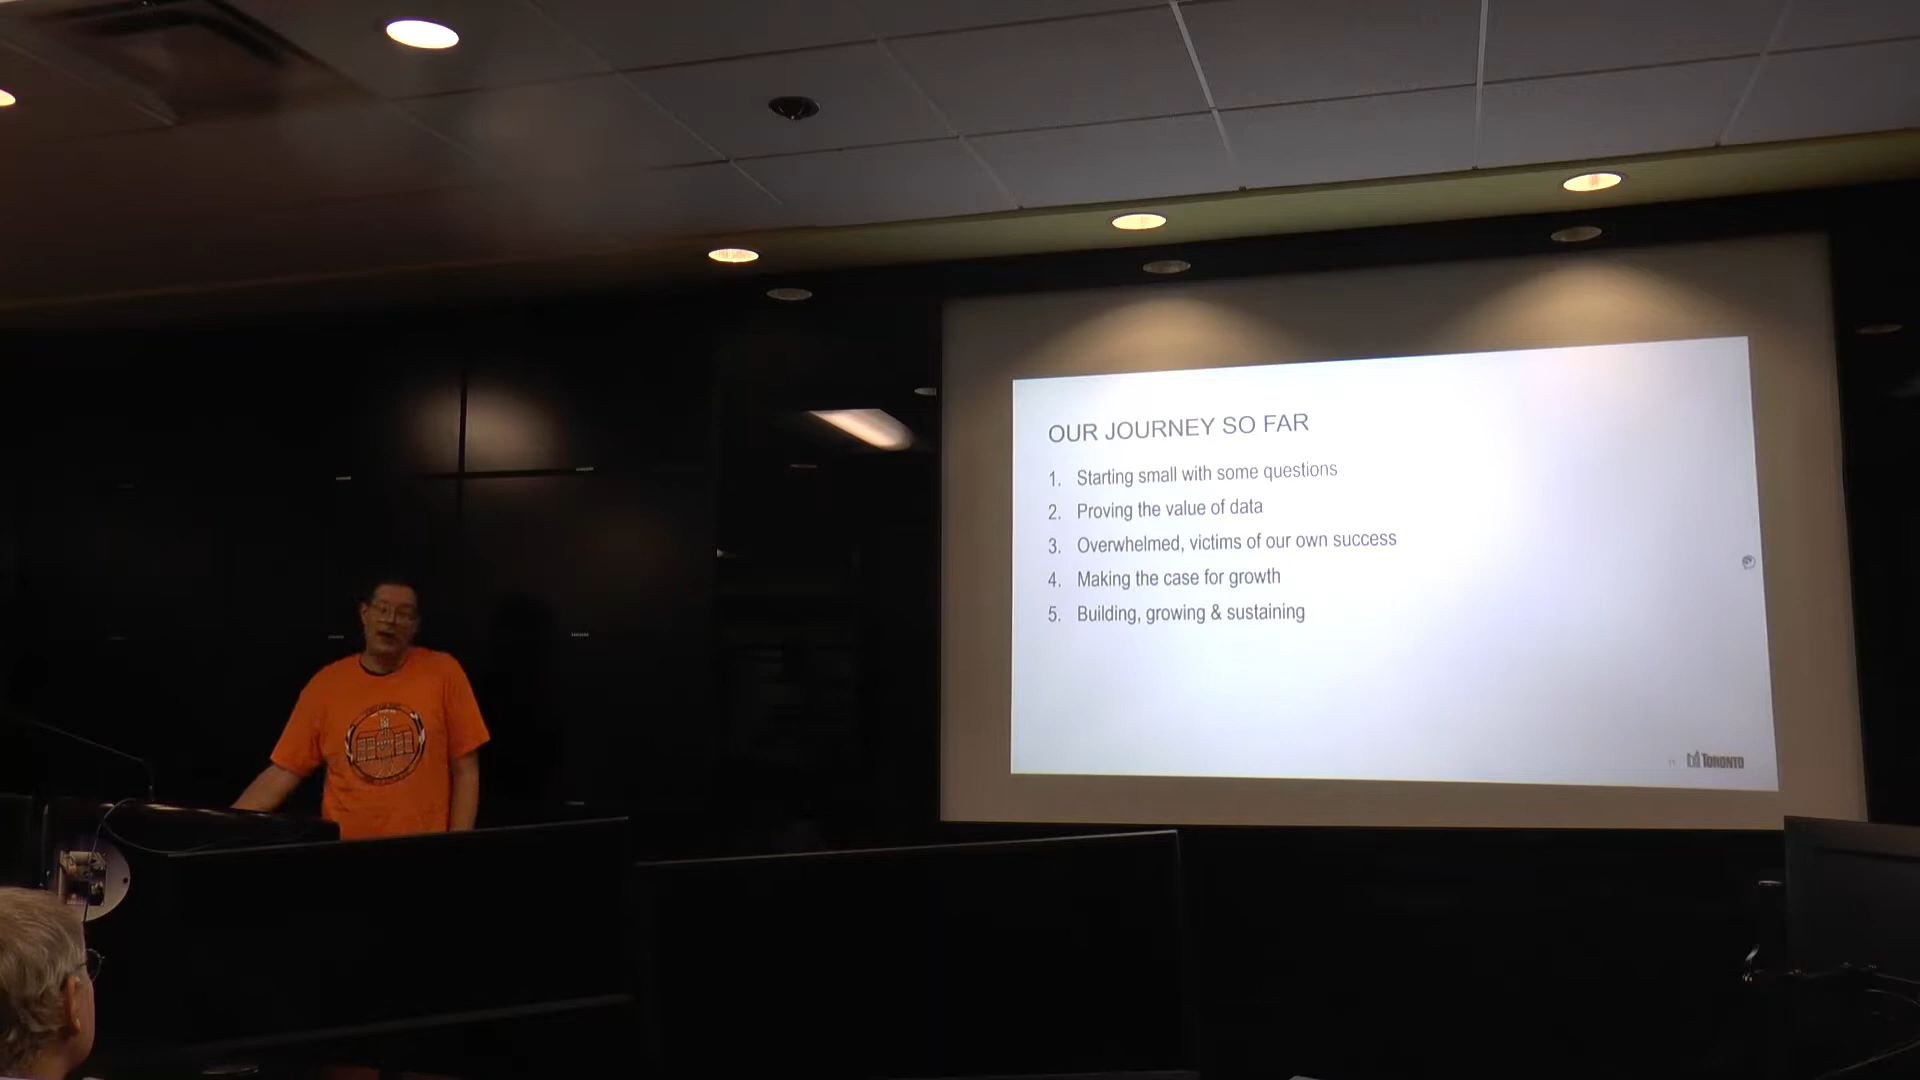 OUR JOURNEY SO FAR
1. Starting small with some questions
2. Proving the value of data
3. Overwhelmed, victims of our own success
4. Making the case for growth
5. Building, growing & sustaining
11 TORONTO